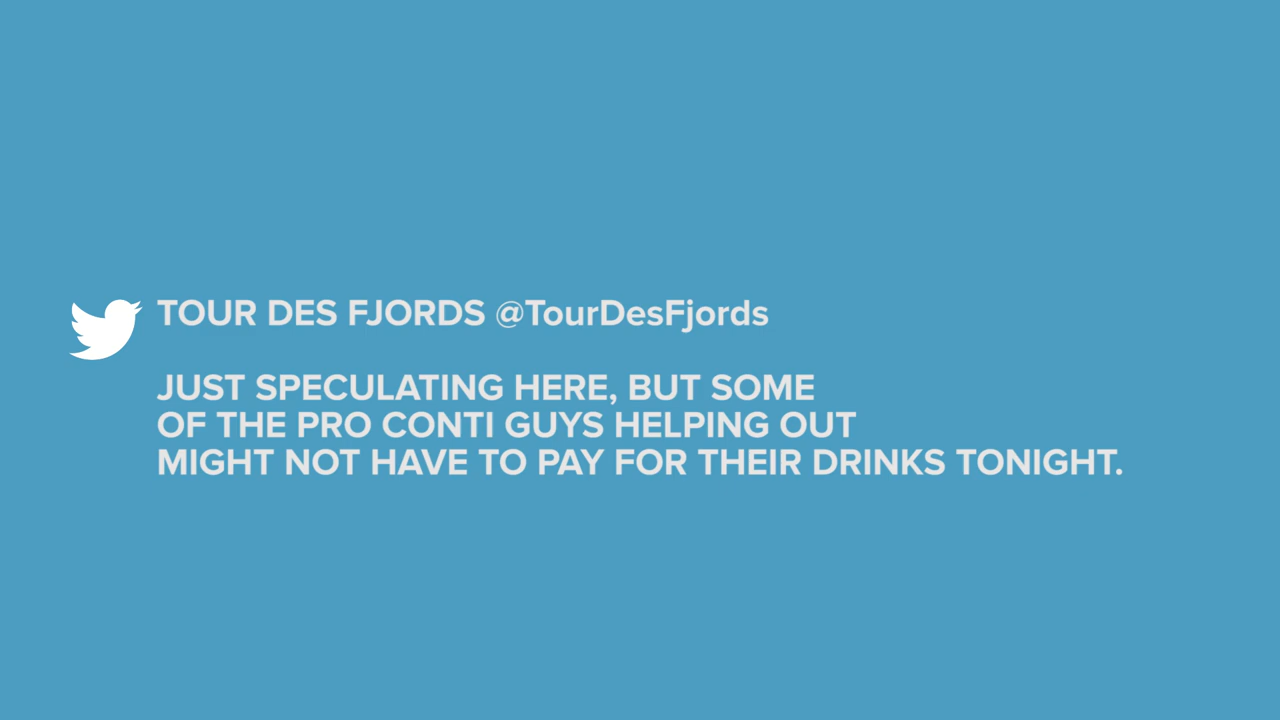 TOUR DES FJORDS @TourDesFjords
JUST SPECULATING HERE, BUT SOME
OF THE PRO CONTI GUYS HELPING OUT
MIGHT NOT HAVE TO PAY FOR THEIR DRINKS TONIGHT.